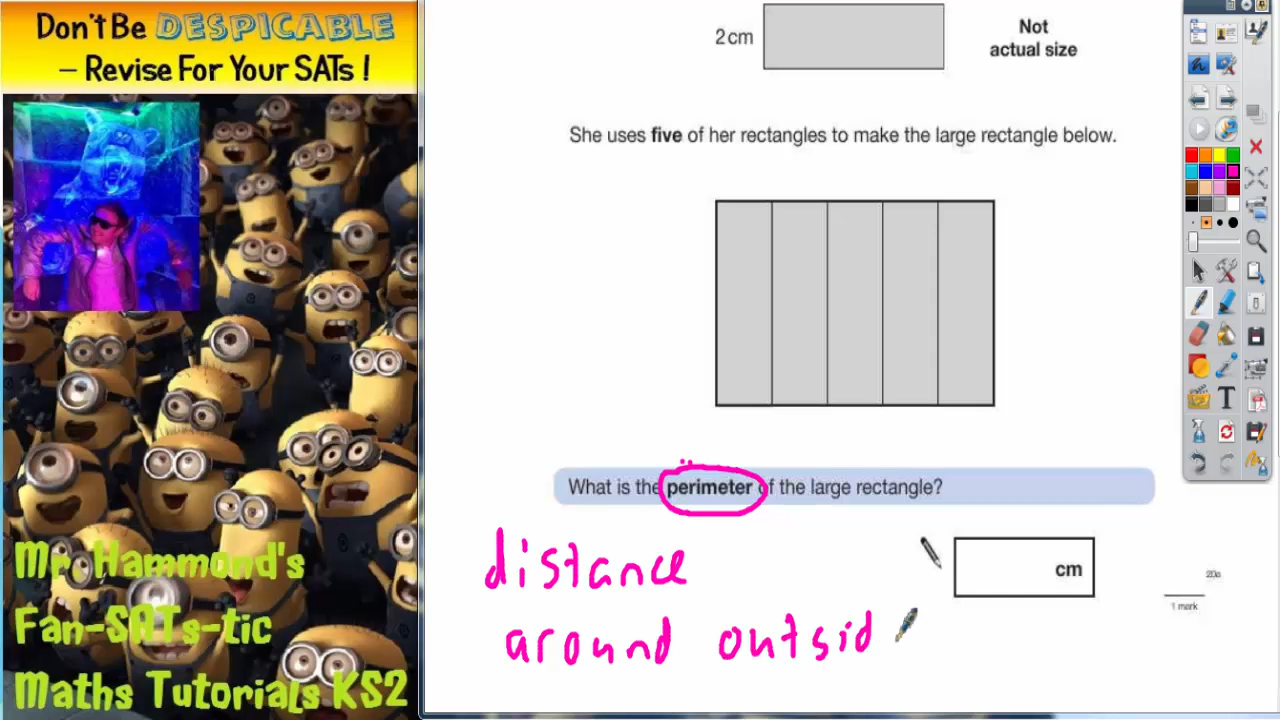 Don't Be DESPICABLE
– Revise For Your SATs !
2 cm
Not
actual size
She uses five of her rectangles to make the large rectangle below.
What is the perimeter of the large rectangle?
distance
around outsid
cm
20a
1 mark
Mr Hammond's
Fan-SATs-tic
Maths Tutorials KS2